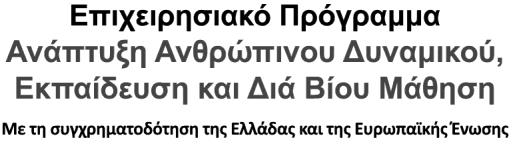 Επιχειρησιακό Πρόγραμμα
Ανάπτυξη Ανθρώπινου Δυναμικού,
Εκπαίδευση και Διά Βίου Μάθηση
Με τη συγχρηματοδότηση της Ελλάδας και της Ευρωπαϊκής Ένωσης